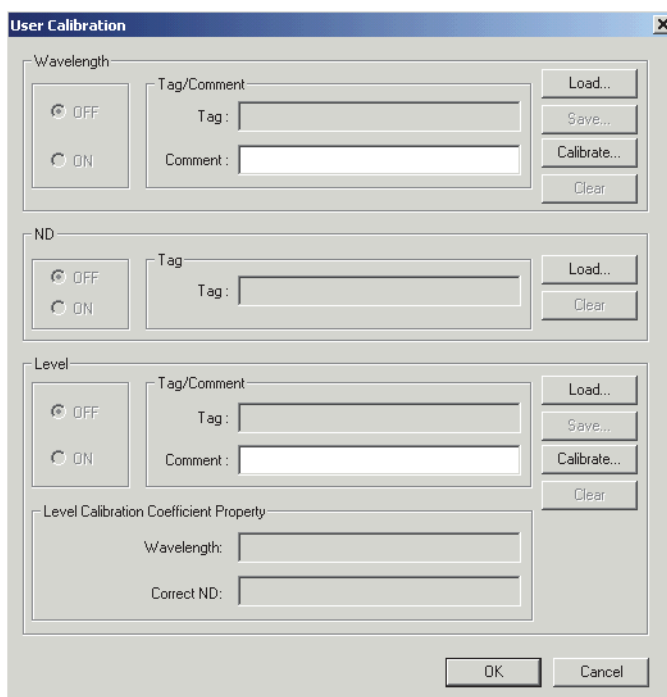 User Calibration
Wavelength
OFF
ON
Tag/Comment
Tag :
Comment :
Load...
Save...
Calibrate...
Clear
ND
OFF
ON
Tag
Tag :
Load...
Clear
Level
OFF
ON
Tag/Comment
Tag :
Comment :
Load...
Save...
Calibrate...
Clear
Level Calibration Coefficient Property
Wavelength:
Correct ND:
OK
Cancel